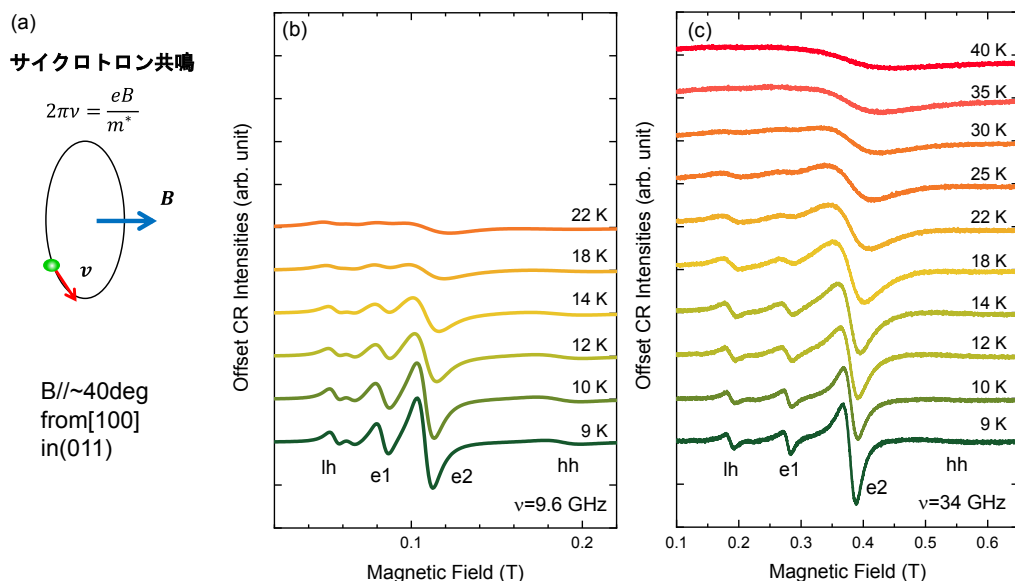 (a)
サイクロトロン共鳴
2πν = eB/m*
B
v
B//~40deg
from[100]
in(011)
(b)
Offset CR Intensities (arb. unit)
22 K
18 K
14 K
12 K
10 K
9 K
lh
e1
e2
hh
ν=9.6 GHz
0.1
0.2
Magnetic Field (T)
(c)
Offset CR Intensities (arb. unit)
40 K
35 K
30 K
25 K
22 K
18 K
14 K
12 K
10 K
9 K
lh
e1
e2
hh
ν=34 GHz
0.1
0.2
0.3
0.4
0.5
0.6
Magnetic Field (T)